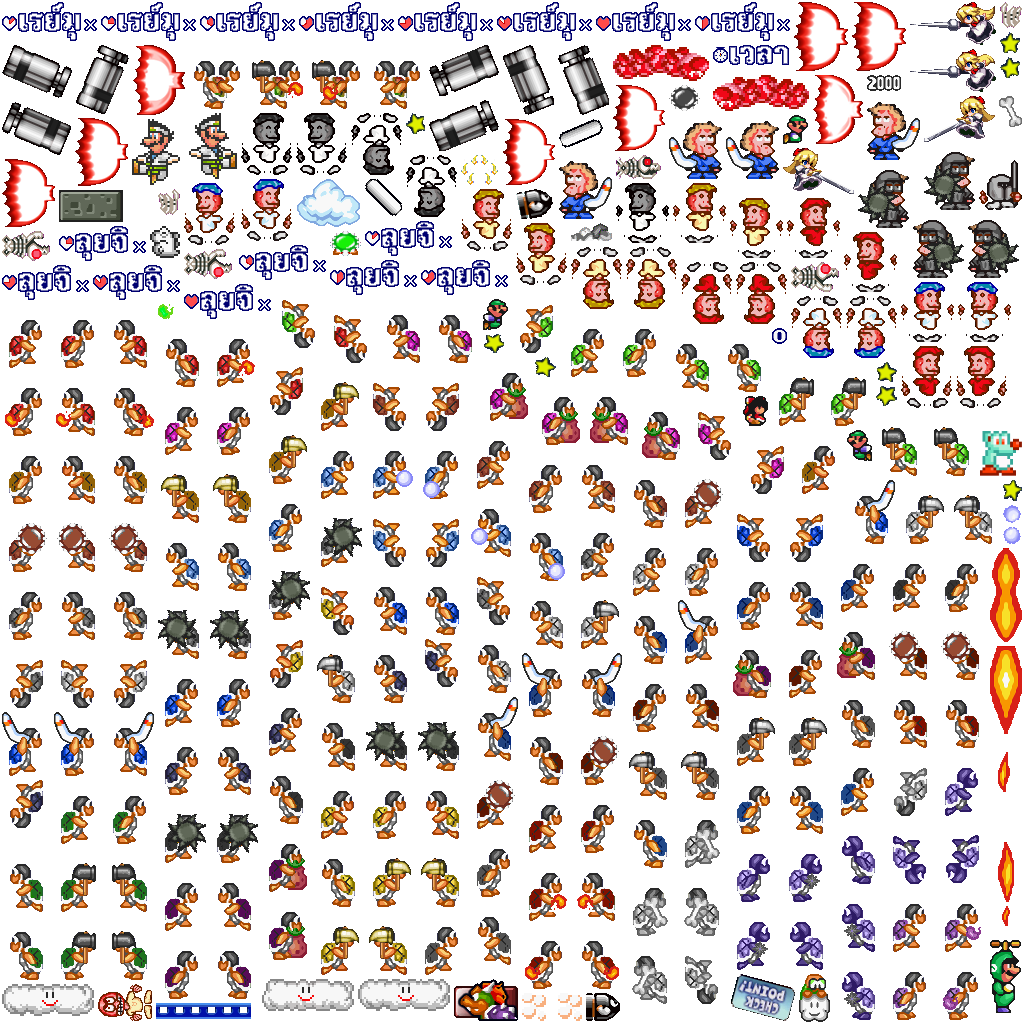 เรย์มุ × เรย์มุ × เรย์มุ × เรย์มุ × เรย์มุ × เรย์มุ × เรย์มุ × เรย์มุ ×
เวลา
2000
ลุยจิ × ลุยจิ ×
ลุยจิ ×
ลุยจิ × ลุยจิ × ลุยจิ × ลุยจิ ×
ลุยจิ ×
0
CHECK
POINT!